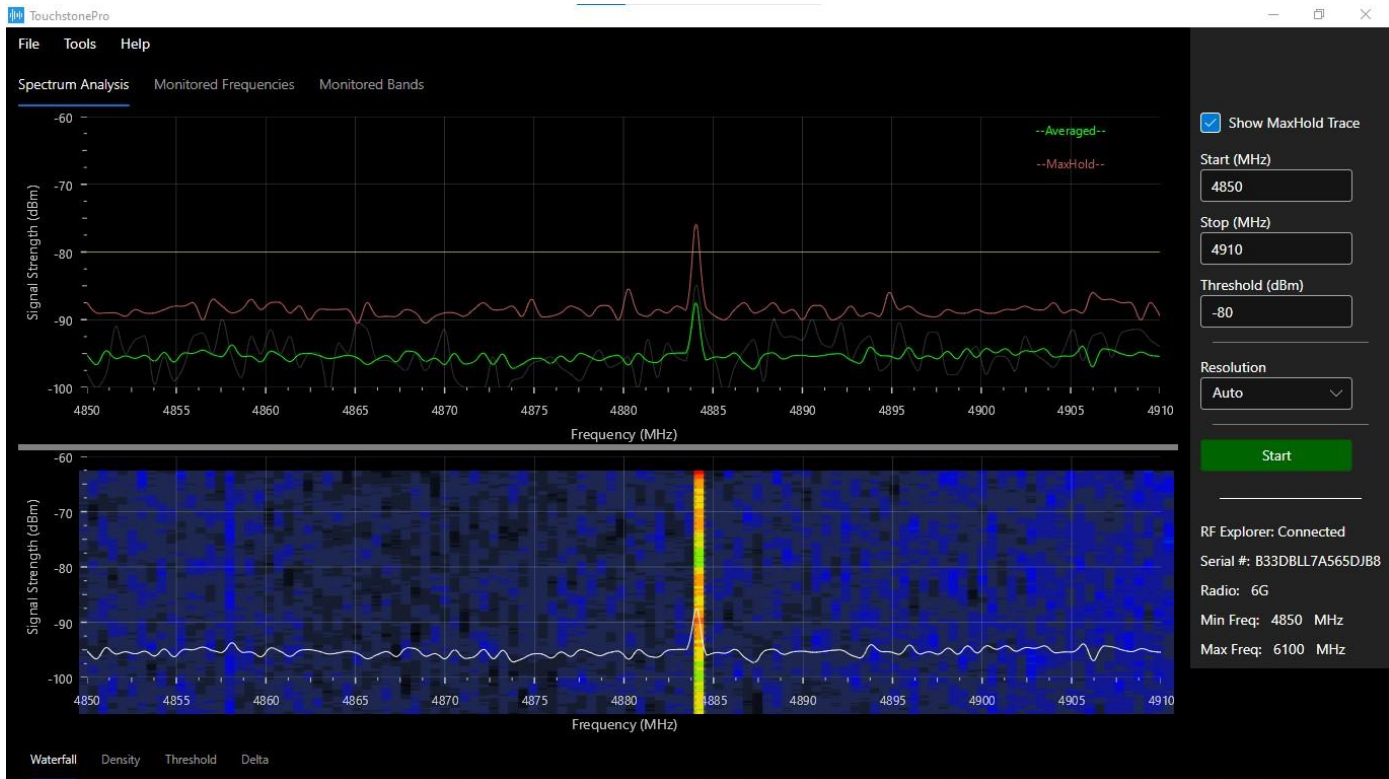 TouchstonePro
File Tools Help
Spectrum Analysis Monitored Frequencies Monitored Bands
-60
-70
-80
-90
-100
Signal Strength (dBm)
--Averaged--
--MaxHold--
4850 4855 4860 4865 4870 4875 4880 4885 4890 4895 4900 4905 4910
Frequency (MHz)
-60
-70
-80
-90
-100
Signal Strength (dBm)
4850 4855 4860 4865 4870 4875 4880 4885 4890 4895 4900 4905 4910
Frequency (MHz)
Waterfall Density Threshold Delta
Show MaxHold Trace
Start (MHz)
4850
Stop (MHz)
4910
Threshold (dBm)
-80
Resolution
Auto
Start
RF Explorer: Connected
Serial #: B33DBLL7A565DJB8
Radio: 6G
Min Freq: 4850 MHz
Max Freq: 6100 MHz